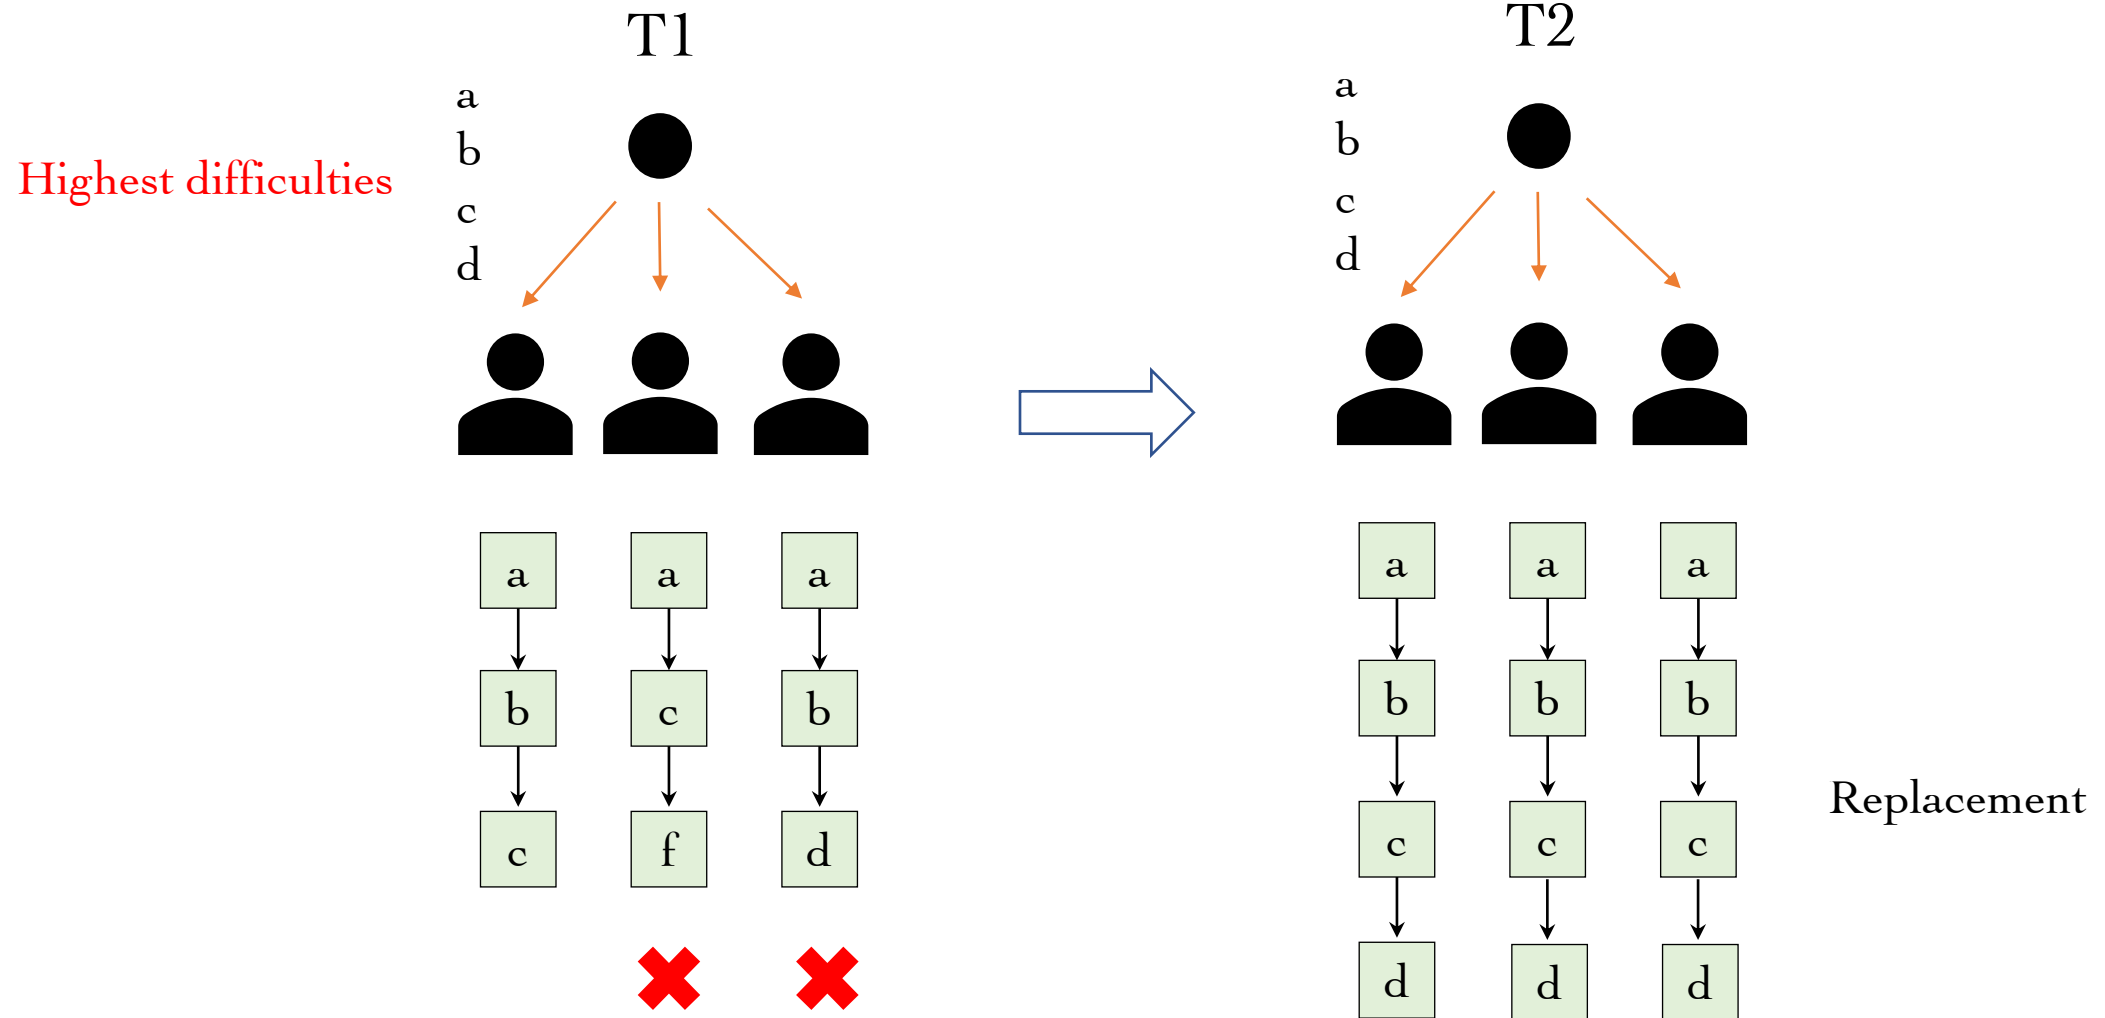 T1
T2
a
b
c
d
a
b
c
d
Highest difficulties
a a a
b c b
c f d
a a a
b b b
c c c
d d d
Replacement